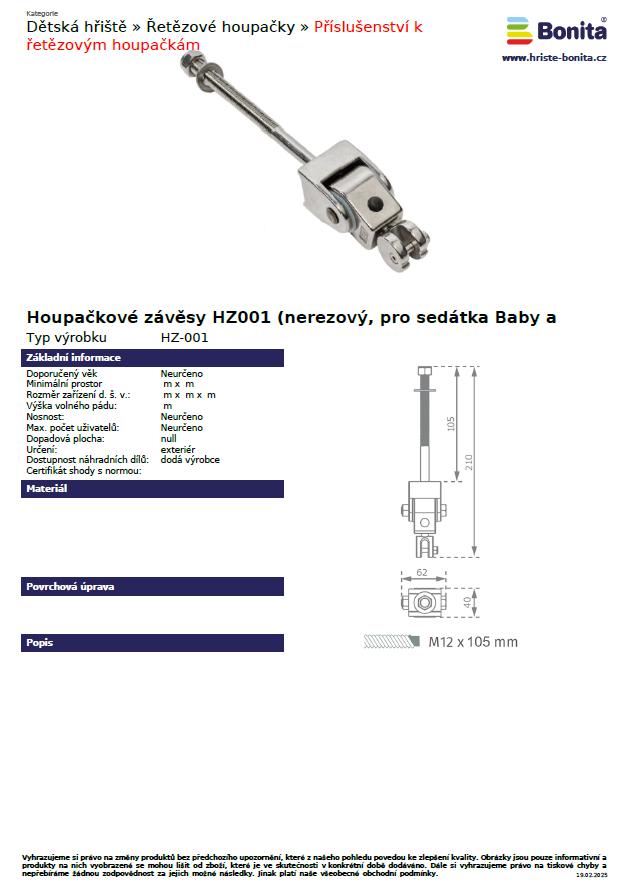 Kategorie
Dětská hřiště » Řetězové houpačky » Příslušenství k
řetězovým houpačkám
Bonita®
www.hriste-bonita.cz
Houpačkové závěsy HZ001 (nerezový, pro sedátka Baby a
Typ výrobku HZ-001
Základní informace
Doporučený věk Neurčeno
Minimální prostor m x m
Rozměr zařízení d. š. v.: m x m x m
Výška volného pádu: m
Nosnost: Neurčeno
Max. počet uživatelů: Neurčeno
Dopadová plocha: null
Určení: exteriér
Dostupnost náhradních dílů: dodá výrobce
Certifikát shody s normou:
Materiál
Povrchová úprava
Popis
105
210
62
40
M12 x 105 mm
Vyhrazujeme si právo na změny produktů bez předchozího upozornění, které z našeho pohledu povedou ke zlepšení kvality. Obrázky jsou pouze informativní a
produkty na nich vyobrazené se mohou lišit od zboží, které je ve skutečnosti v konkrétní době dodáváno. Dále si vyhrazujeme právo na tiskové chyby a
nepřebíráme žádnou zodpovědnost za jejich možné následky. Jinak platí naše všeobecné obchodní podmínky.
19.02.2025